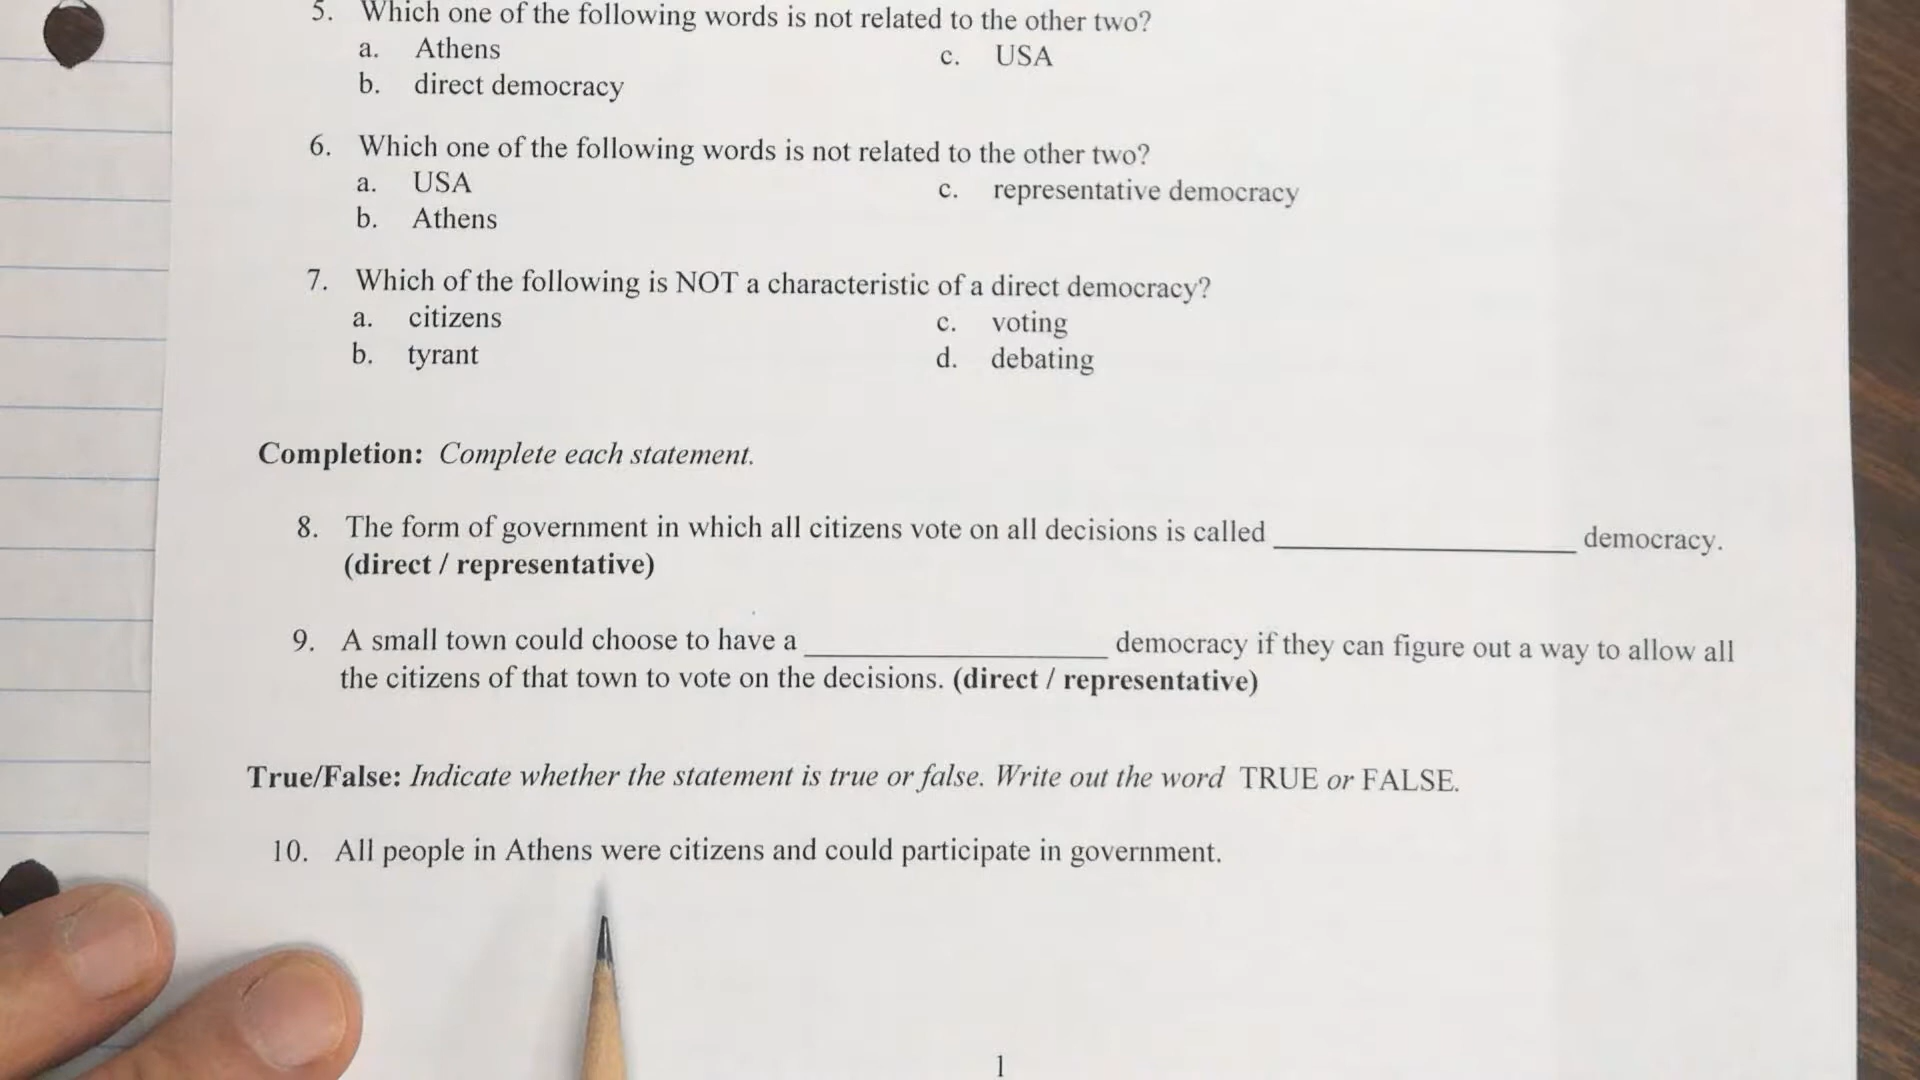 5. Which one of the following words is not related to the other two?
a. Athens c. USA
b. direct democracy
6. Which one of the following words is not related to the other two?
a. USA c. representative democracy
b. Athens
7. Which of the following is NOT a characteristic of a direct democracy?
a. citizens c. voting
b. tyrant d. debating
Completion: Complete each statement.
8. The form of government in which all citizens vote on all decisions is called ____________________ democracy.
(direct / representative)
9. A small town could choose to have a ____________________ democracy if they can figure out a way to allow all
the citizens of that town to vote on the decisions. (direct / representative)
True/False: Indicate whether the statement is true or false. Write out the word TRUE or FALSE.
10. All people in Athens were citizens and could participate in government.
1